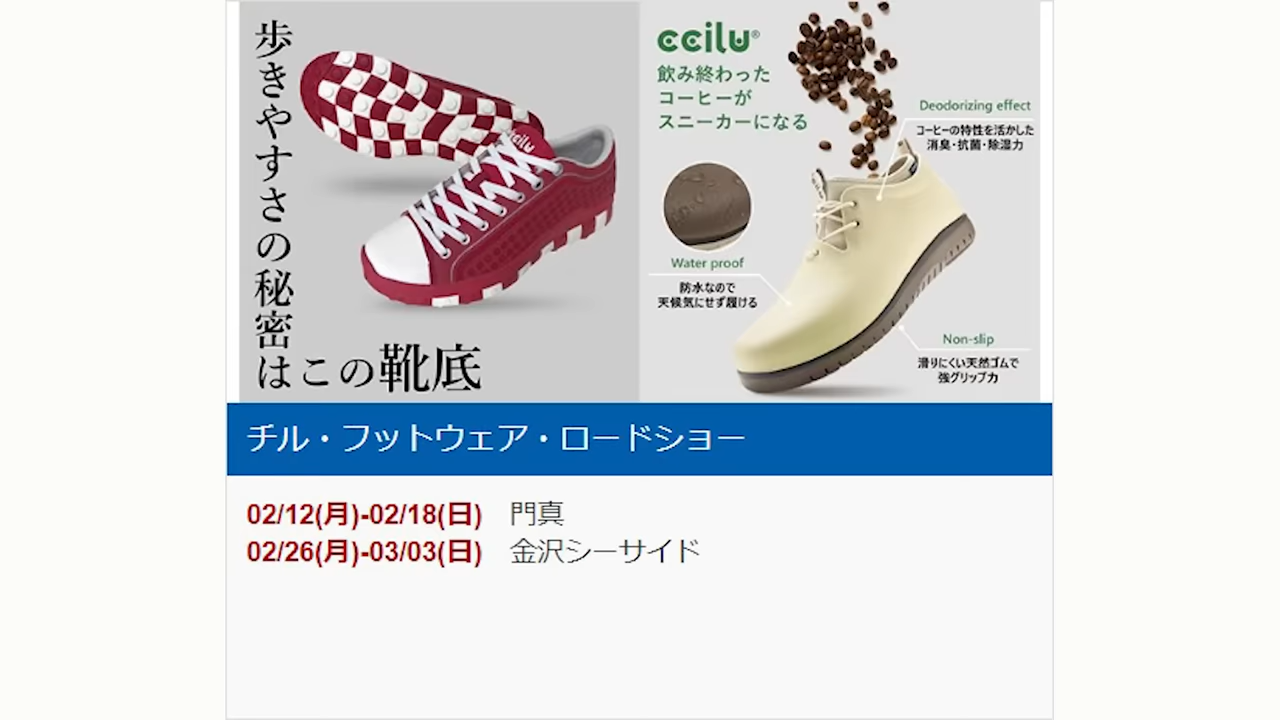 歩きやすさの秘密は
この靴底
ccilu
ccilu®
飲み終わった
コーヒーが
スニーカーになる
Deodorizing effect
コーヒーの特性を活かした
消臭・抗菌・除湿力
Water proof
防水なので
天候気にせず履ける
Non-slip
滑りにくい天然ゴムで
強グリップ力
チル・フットウェア・ロードショー
02/12(月)-02/18(日) 門真
02/26(月)-03/03(日) 金沢シーサイド